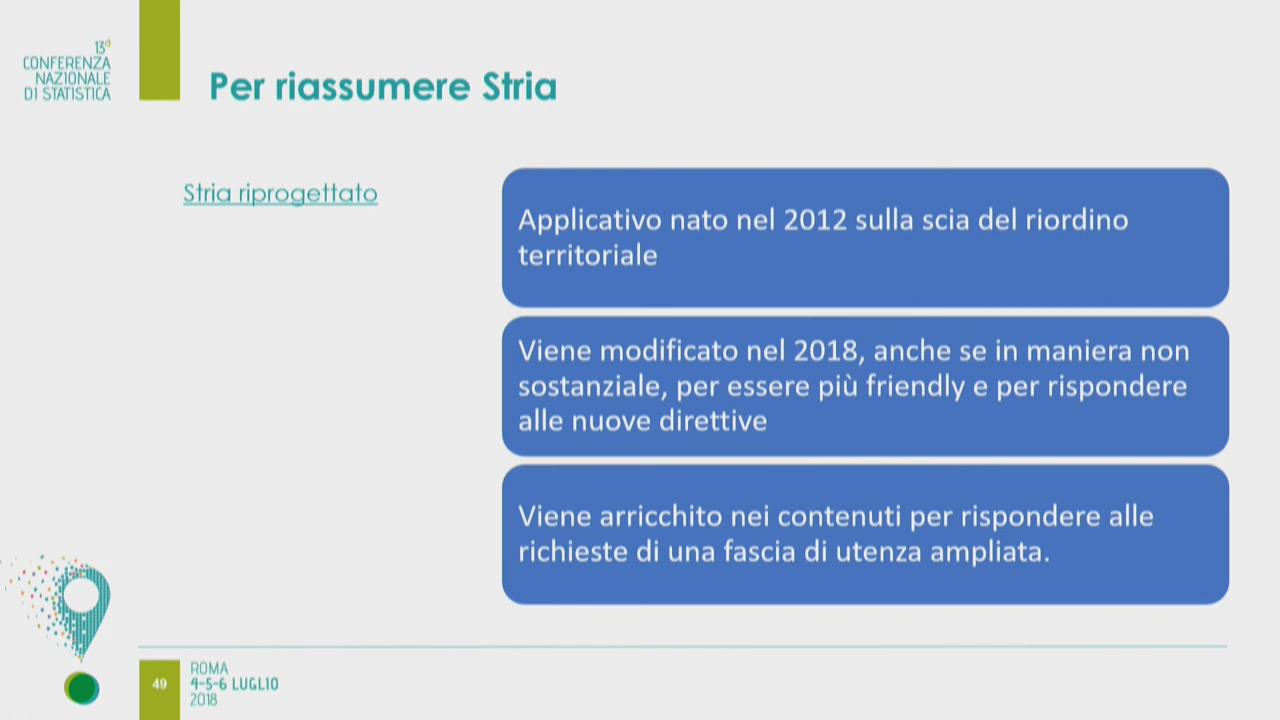 13a
CONFERENZA
NAZIONALE
DI STATISTICA
Per riassumere Stria
Stria riprogettato
Applicativo nato nel 2012 sulla scia del riordino
territoriale
Viene modificato nel 2018, anche se in maniera non
sostanziale, per essere più friendly e per rispondere
alle nuove direttive
Viene arricchito nei contenuti per rispondere alle
richieste di una fascia di utenza ampliata.
49
ROMA
4-5-6 LUGLIO
2018